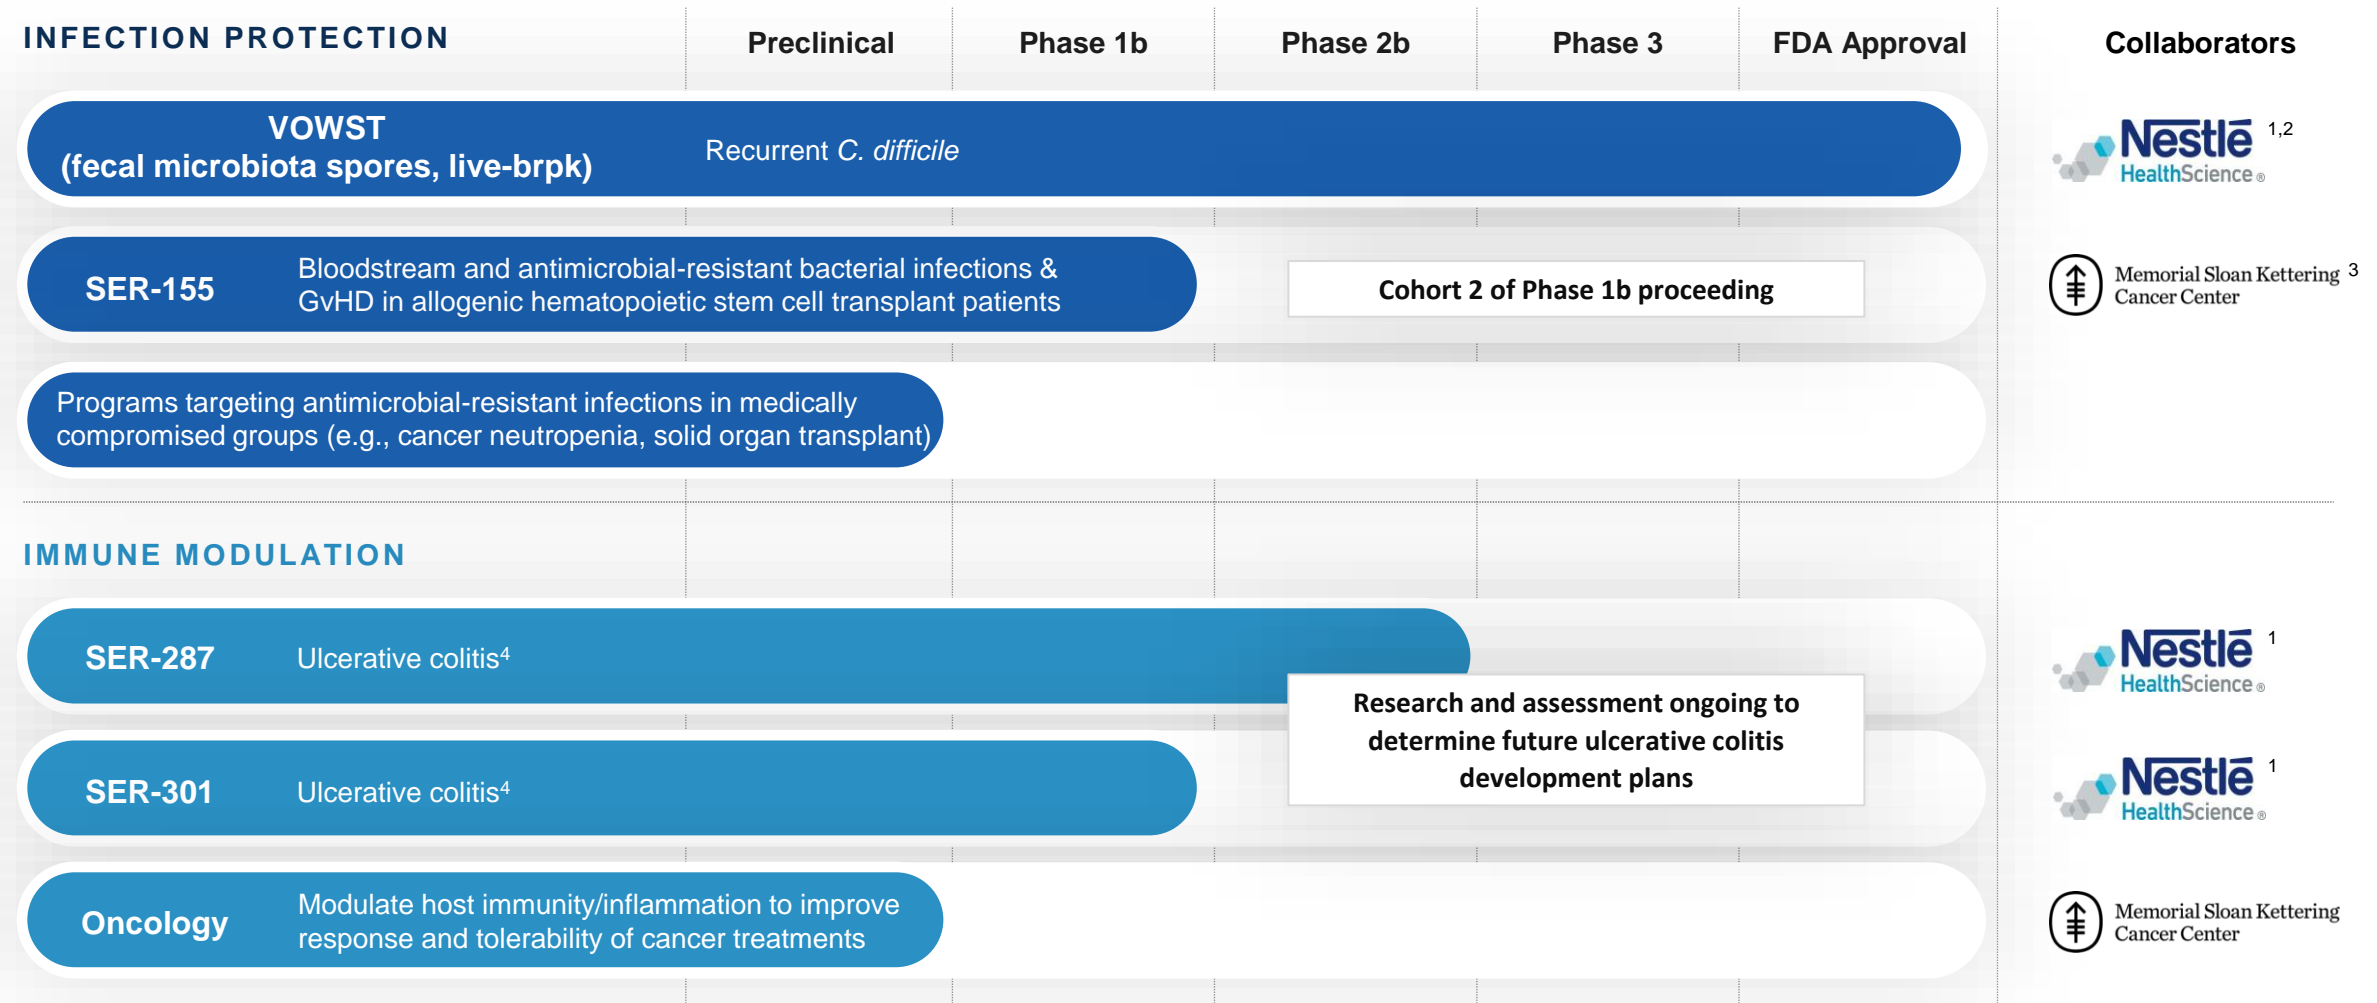 INFECTION PROTECTION
Preclinical
Phase 1b
Phase 2b
Phase 3
FDA Approval
Collaborators
VOWST
(fecal microbiota spores, live-brpk)
Recurrent C. difficile
Nestlē 1,2
HealthScience ®
SER-155
Bloodstream and antimicrobial-resistant bacterial infections &
GvHD in allogenic hematopoietic stem cell transplant patients
Cohort 2 of Phase 1b proceeding
Memorial Sloan Kettering 3
Cancer Center
Programs targeting antimicrobial-resistant infections in medically
compromised groups (e.g., cancer neutropenia, solid organ transplant)
IMMUNE MODULATION
SER-287
Ulcerative colitis4
Nestlē 1
HealthScience ®
Research and assessment ongoing to
determine future ulcerative colitis
development plans
SER-301
Ulcerative colitis4
Nestlē 1
HealthScience ®
Oncology
Modulate host immunity/inflammation to improve
response and tolerability of cancer treatments
Memorial Sloan Kettering
Cancer Center